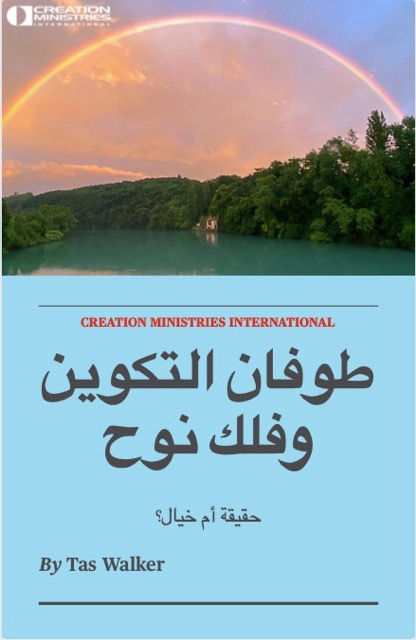 CREATION
MINISTRIES
INTERNATIONAL
CREATION MINISTRIES INTERNATIONAL
طوفان التكوين
وفلك نوح
حقيقة أم خيال؟
By Tas Walker